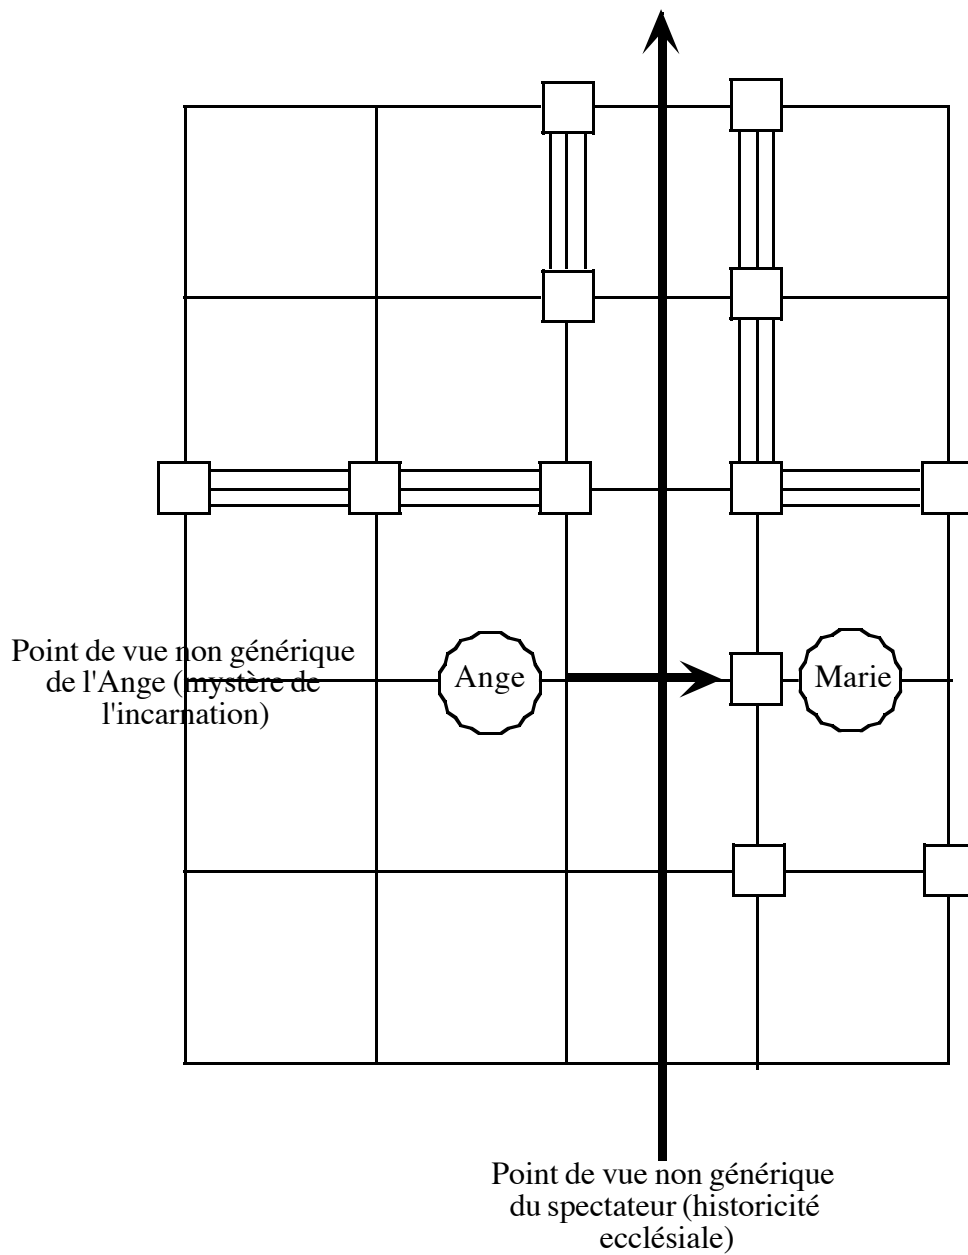 Point de vue non générique
de l'Ange (mystère de
l'incarnation)
Ange
Marie
Point de vue non générique
du spectateur (historicité
ecclésiale)